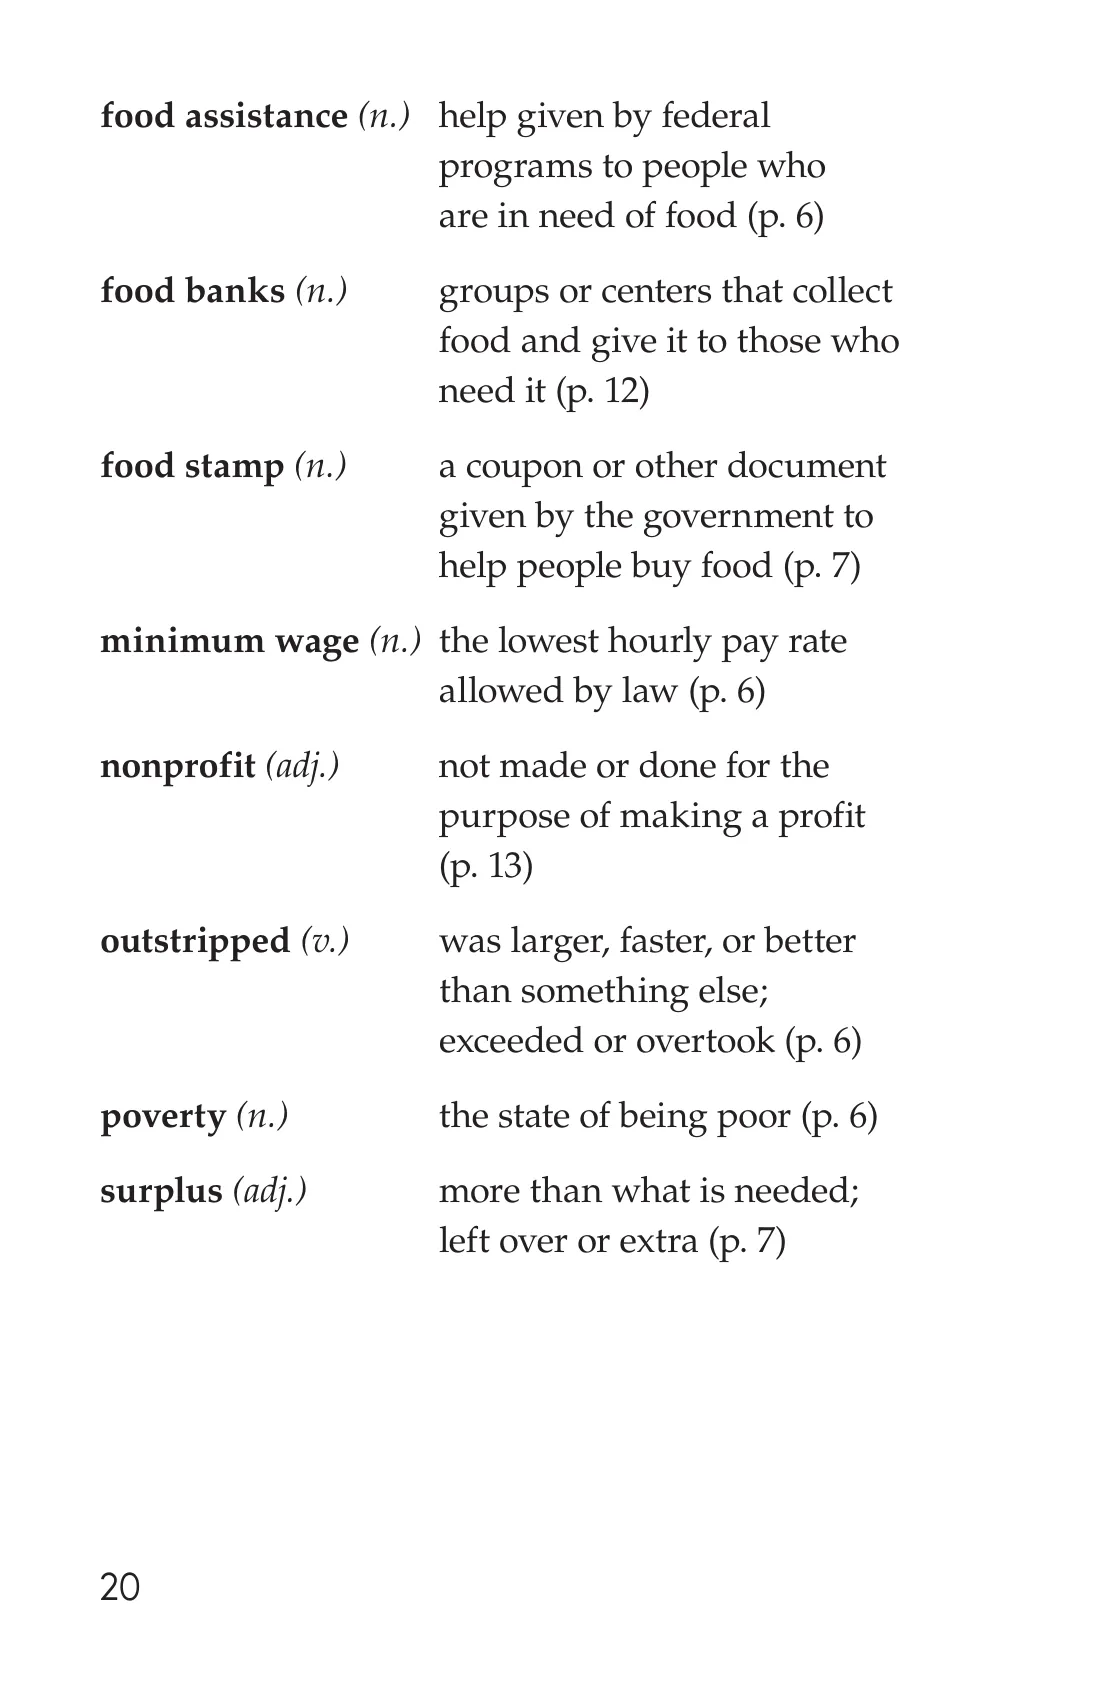 food assistance (n.) help given by federal
programs to people who
are in need of food (p. 6)
food banks (n.) groups or centers that collect
food and give it to those who
need it (p. 12)
food stamp (n.) a coupon or other document
given by the government to
help people buy food (p. 7)
minimum wage (n.) the lowest hourly pay rate
allowed by law (p. 6)
nonprofit (adj.) not made or done for the
purpose of making a profit
(p. 13)
outstripped (v.) was larger, faster, or better
than something else;
exceeded or overtook (p. 6)
poverty (n.) the state of being poor (p. 6)
surplus (adj.) more than what is needed;
left over or extra (p. 7)
20